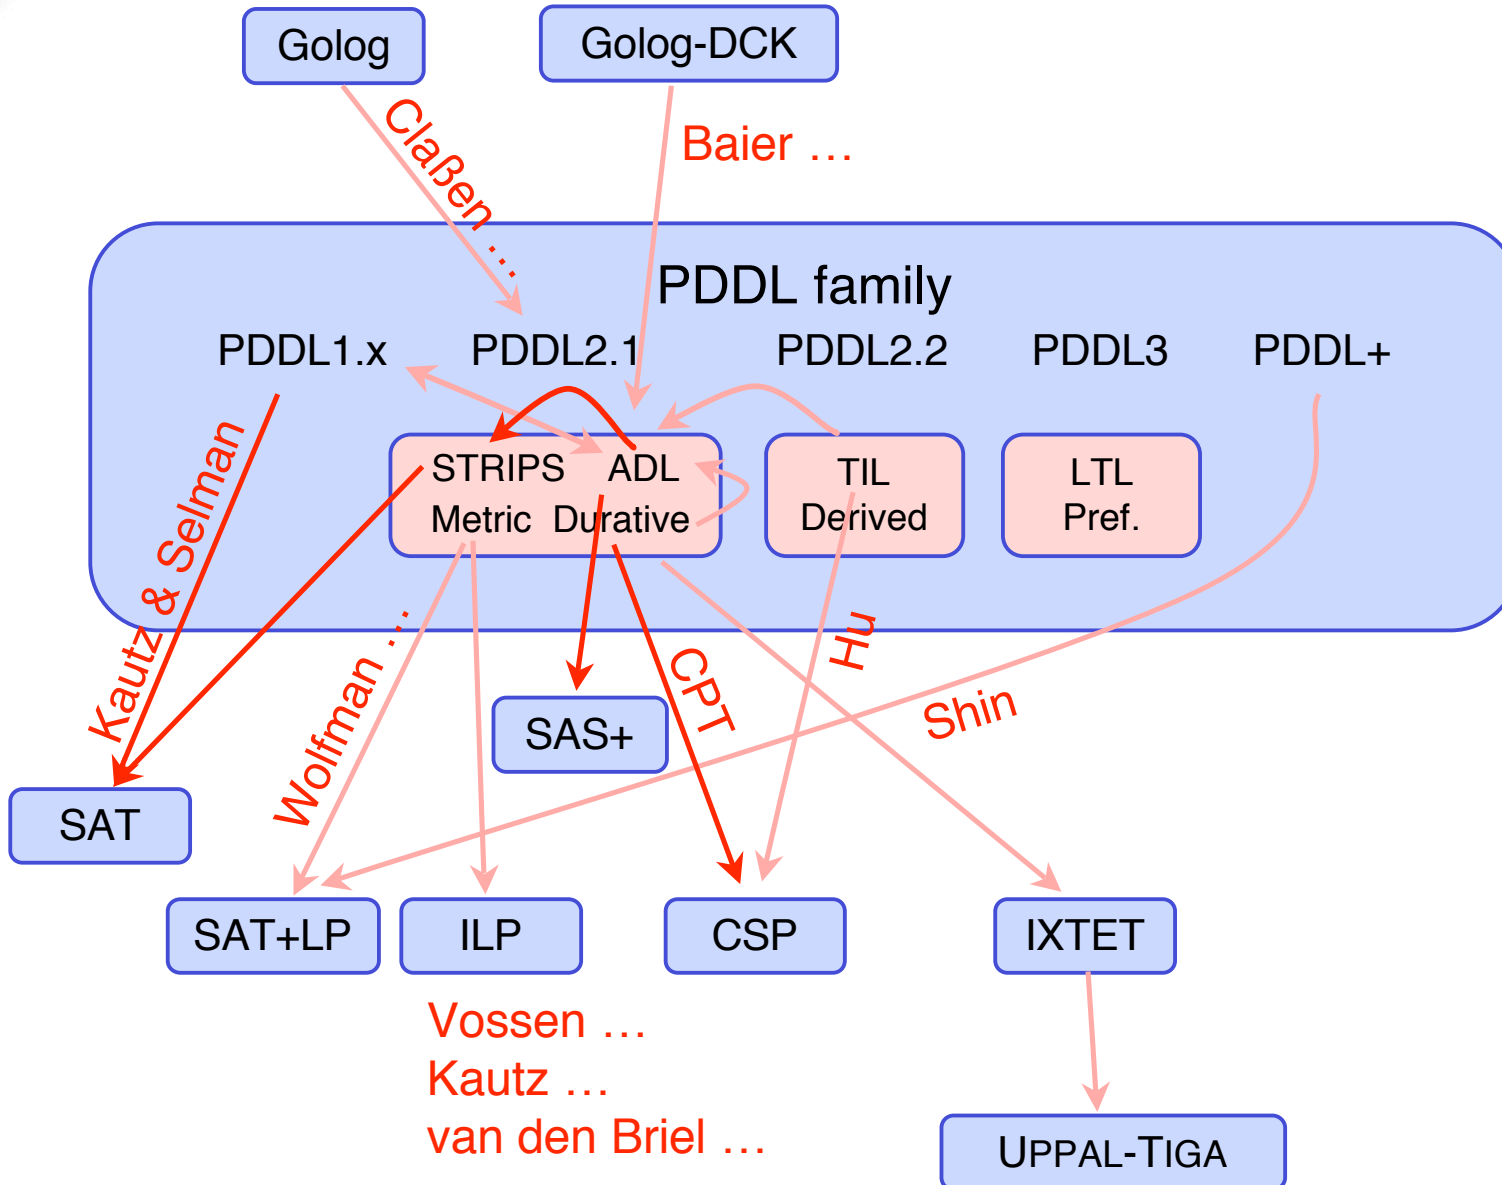 Golog
Golog-DCK
Claßen …
Baier …
PDDL family
PDDL1.x
PDDL2.1
PDDL2.2
PDDL3
PDDL+
STRIPS ADL
Metric Durative
TIL
Derived
LTL
Pref.
Kautz & Selman
Wolfman …
CPT
Hu
Shin
SAS+
SAT
SAT+LP
ILP
CSP
IXTET
Vossen …
Kautz …
van den Briel …
UPPAL-TIGA